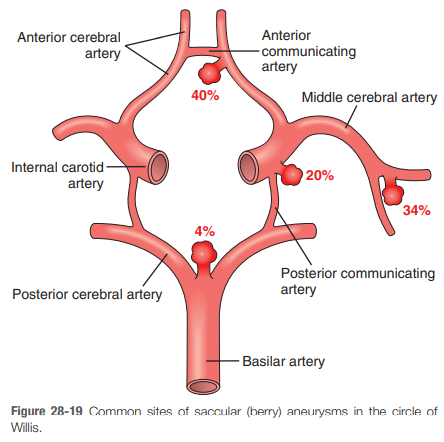 Anterior cerebral
artery
Anterior
communicating
artery
40%
Middle cerebral artery
Internal carotid
artery
20%
34%
4%
Posterior cerebral artery
Posterior communicating
artery
Basilar artery
Figure 28-19 Common sites of saccular (berry) aneurysms in the circle of
Willis.